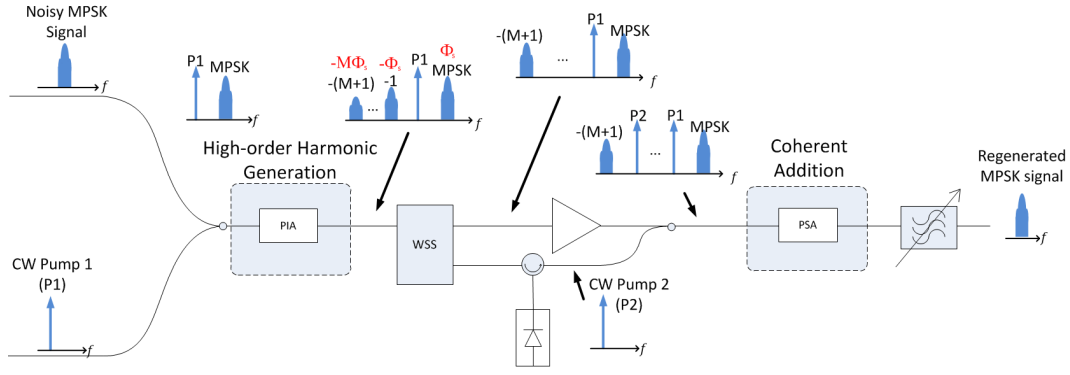 Noisy MPSK
Signal
f
P1
MPSK
f
High-order Harmonic
Generation
PIA
CW Pump 1
(P1)
f
-MΦs
-(M+1)
...
-Φs
-1
P1
Φs
MPSK
f
WSS
-(M+1)
...
P1
MPSK
f
CW Pump 2
(P2)
f
-(M+1)
P2
...
P1
MPSK
f
Coherent
Addition
PSA
Regenerated
MPSK signal
f